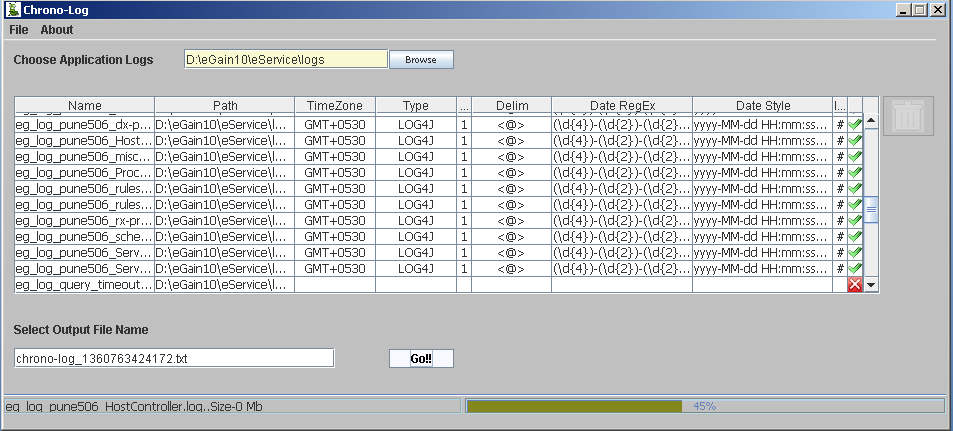 Chrono-Log
File About
Choose Application Logs D:\eGain10\eService\logs Browse
Name Path TimeZone Type ... Delim Date RegEx Date Style I...
eg_log_pune506_dx-p... D:\eGain10\eService\l... GMT+0530 LOG4J 1 <@> (\d{4})-(\d{2})-(\d{2}... yyyy-MM-dd HH:mm:ss... #
eg_log_pune506_Host... D:\eGain10\eService\l... GMT+0530 LOG4J 1 <@> (\d{4})-(\d{2})-(\d{2}... yyyy-MM-dd HH:mm:ss... #
eg_log_pune506_misc... D:\eGain10\eService\l... GMT+0530 LOG4J 1 <@> (\d{4})-(\d{2})-(\d{2}... yyyy-MM-dd HH:mm:ss... #
eg_log_pune506_Proc... D:\eGain10\eService\l... GMT+0530 LOG4J 1 <@> (\d{4})-(\d{2})-(\d{2}... yyyy-MM-dd HH:mm:ss... #
eg_log_pune506_rules... D:\eGain10\eService\l... GMT+0530 LOG4J 1 <@> (\d{4})-(\d{2})-(\d{2}... yyyy-MM-dd HH:mm:ss... #
eg_log_pune506_rules... D:\eGain10\eService\l... GMT+0530 LOG4J 1 <@> (\d{4})-(\d{2})-(\d{2}... yyyy-MM-dd HH:mm:ss... #
eg_log_pune506_rx-pr... D:\eGain10\eService\l... GMT+0530 LOG4J 1 <@> (\d{4})-(\d{2})-(\d{2}... yyyy-MM-dd HH:mm:ss... #
eg_log_pune506_sche... D:\eGain10\eService\l... GMT+0530 LOG4J 1 <@> (\d{4})-(\d{2})-(\d{2}... yyyy-MM-dd HH:mm:ss... #
eg_log_pune506_Serv... D:\eGain10\eService\l... GMT+0530 LOG4J 1 <@> (\d{4})-(\d{2})-(\d{2}... yyyy-MM-dd HH:mm:ss... #
eg_log_pune506_Serv... D:\eGain10\eService\l... GMT+0530 LOG4J 1 <@> (\d{4})-(\d{2})-(\d{2}... yyyy-MM-dd HH:mm:ss... #
eg_log_query_timeout... D:\eGain10\eService\l... #
Select Output File Name
chrono-log_1360763424172.txt Go!!
eg_log_pune506_HostController.log..Size-0 Mb 45%